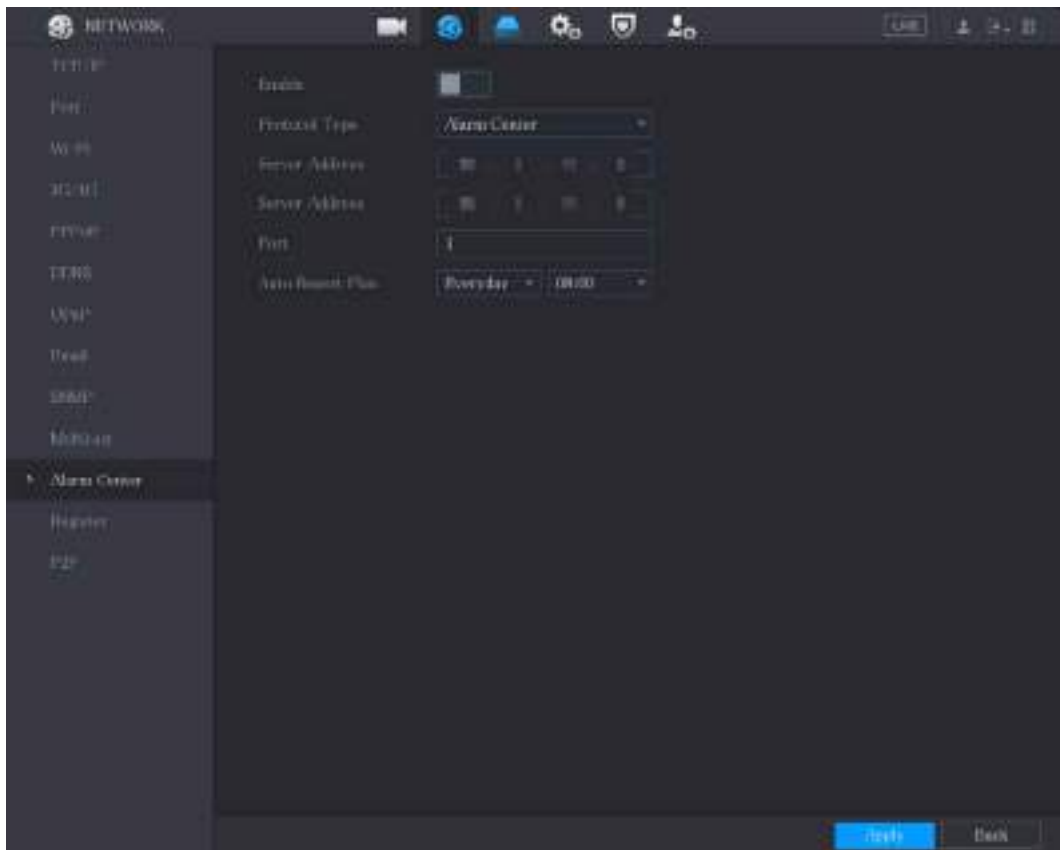 NETWORK
LIVE
TCP/IP
Port
Wi-Fi
3G/4G
PPPoE
DDNS
UPnP
Email
SNMP
Multicast
Alarm Center
Register
P2P
Enable
Protocol Type
Alarm Center
Server Address
Server Address
Port
1
Auto Report Plan
Everyday
08:00
Apply
Back